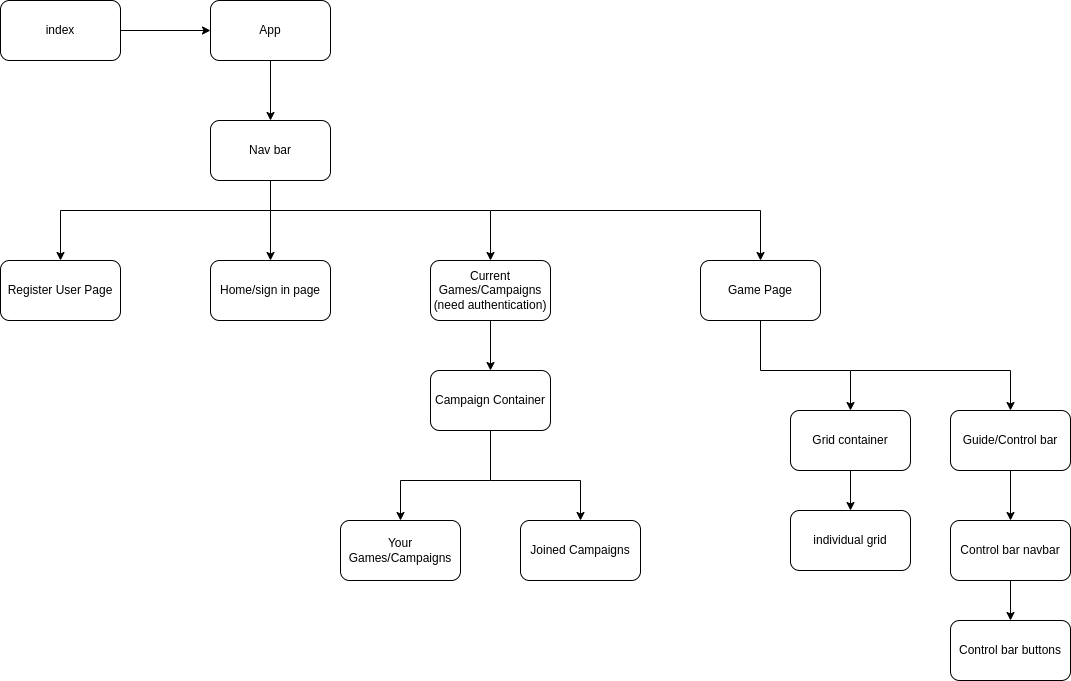 index
App
Nav bar
Register User Page
Home/sign in page
Current
Games/Campaigns
(need authentication)
Game Page
Campaign Container
Grid container
Guide/Control bar
Your
Games/Campaigns
Joined Campaigns
individual grid
Control bar navbar
Control bar buttons